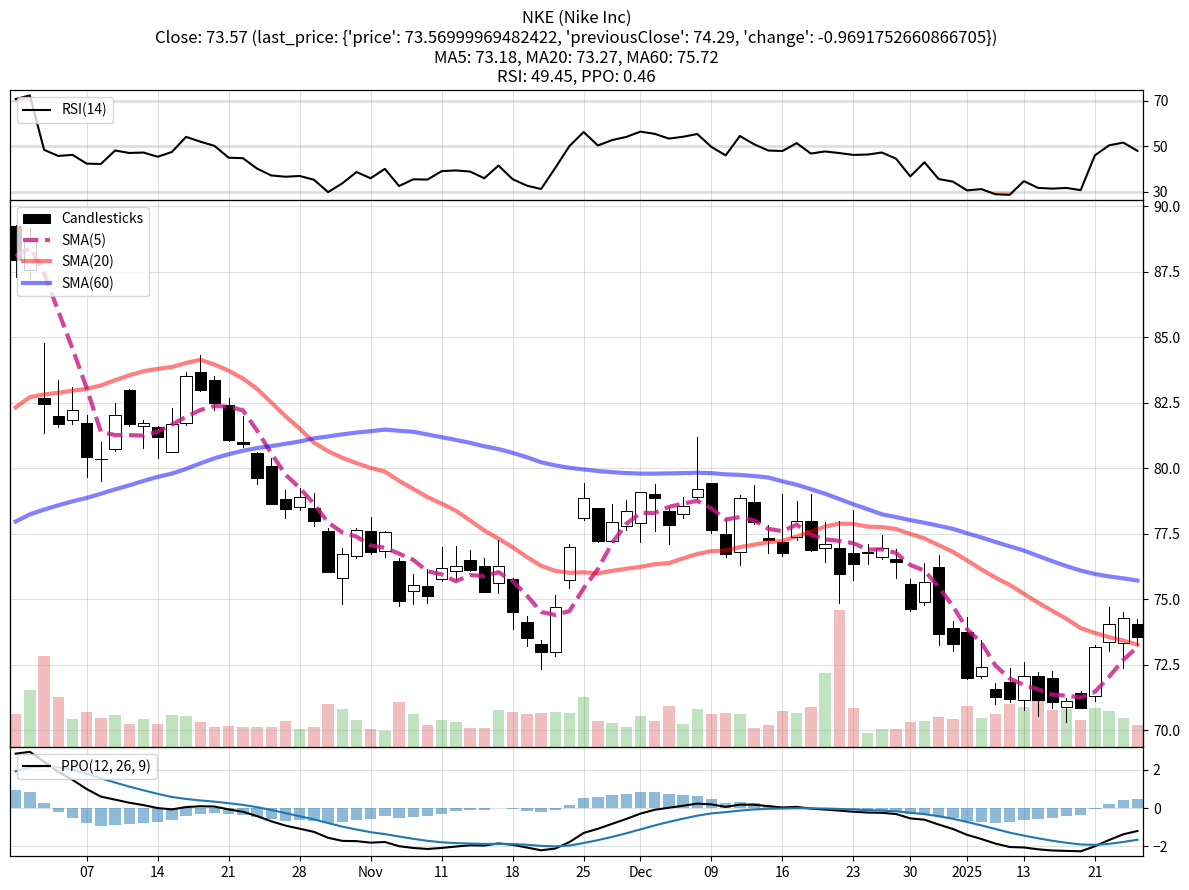 NKE (Nike Inc)
Close: 73.57 (last_price: {'price': 73.56999969482422, 'previousClose': 74.29, 'change': -0.9691752660866705})
MA5: 73.18, MA20: 73.27, MA60: 75.72
RSI: 49.45, PPO: 0.46
RSI(14)
70
50
30
Candlesticks
SMA(5)
SMA(20)
SMA(60)
90.0
87.5
85.0
82.5
80.0
77.5
75.0
72.5
70.0
PPO(12, 26, 9)
2
0
−2
07 14 21 28 Nov 11 18 25 Dec 09 16 23 30 2025 13 21